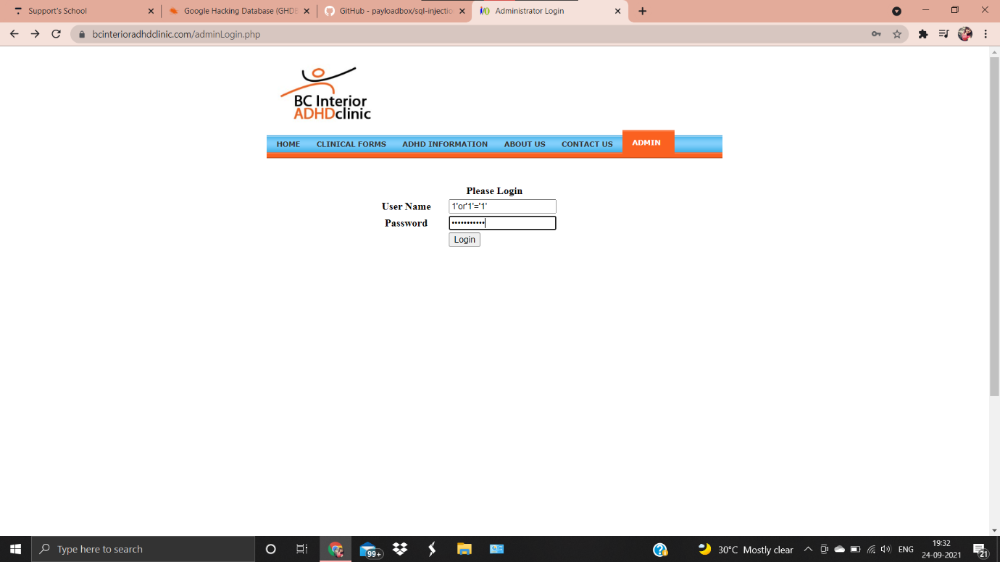 Support's School
Google Hacking Database (GHDB
GitHub - payloadbox/sql-injectio
Administrator Login
bcinterioradhdclinic.com/adminLogin.php
BC Interior
ADHDclinic
HOME CLINICAL FORMS ADHD INFORMATION ABOUT US CONTACT US ADMIN
Please Login
User Name 1'or'1'='1'
Password •••••••••••
Login
Type here to search
99+
30°C Mostly clear
ENG
19:32
24-09-2021
21